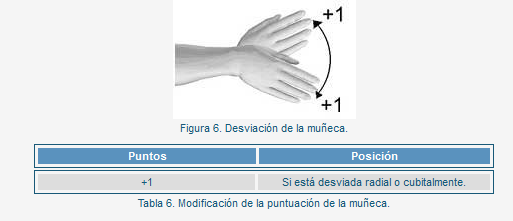 +1
+1
Figura 6. Desviación de la muñeca.
Puntos Posición
+1 Si está desviada radial o cubitalmente.
Tabla 6. Modificación de la puntuación de la muñeca.